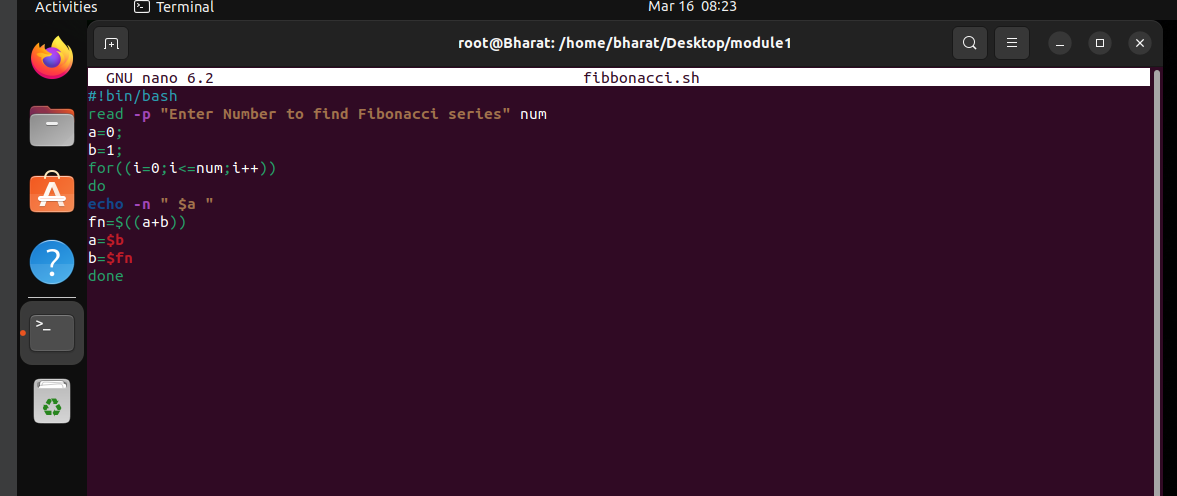 Activities
Terminal
Mar 16 08:23
root@Bharat: /home/bharat/Desktop/module1
GNU nano 6.2
fibbonacci.sh
#!bin/bash
read -p "Enter Number to find Fibonacci series" num
a=0;
b=1;
for((i=0;i<=num;i++))
do
echo -n " $a "
fn=$((a+b))
a=$b
b=$fn
done